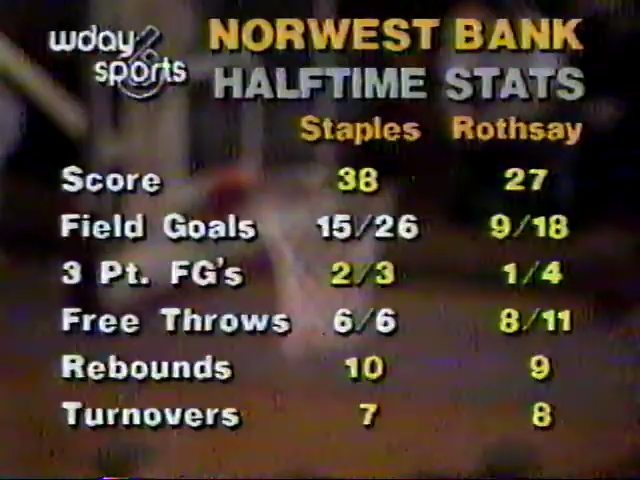 wday 6
sports
NORWEST BANK
HALFTIME STATS
Staples Rothsay
Score 38 27
Field Goals 15/26 9/18
3 Pt. FG's 2/3 1/4
Free Throws 6/6 8/11
Rebounds 10 9
Turnovers 7 8